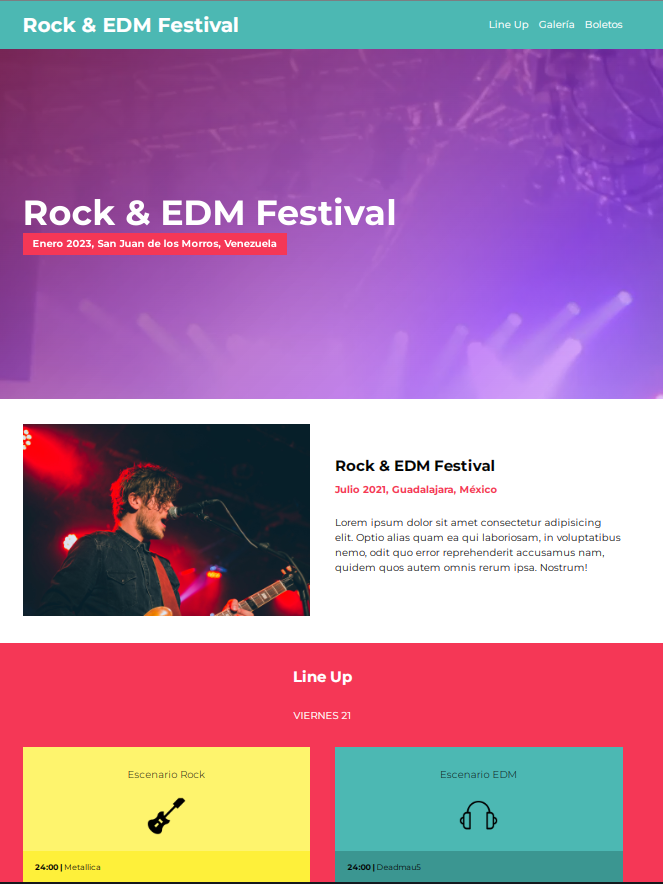 Rock & EDM Festival
Line Up Galería Boletos
Rock & EDM Festival
Enero 2023, San Juan de los Morros, Venezuela
Rock & EDM Festival
Julio 2021, Guadalajara, México
Lorem ipsum dolor sit amet consectetur adipisicing
elit. Optio alias quam ea qui laboriosam, in voluptatibus
nemo, odit quo error reprehenderit accusamus nam,
quidem quos autem omnis rerum ipsa. Nostrum!
Line Up
VIERNES 21
Escenario Rock
24:00 | Metallica
Escenario EDM
24:00 | Deadmau5